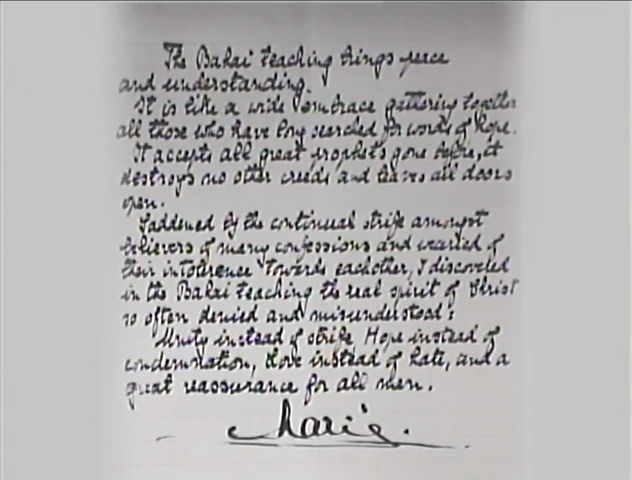 The Bahai teaching brings peace
and understanding.
It is like a wide embrace gathering together
all those who have long searched for words of hope.
It accepts all great prophets gone before, it
destroys no other creeds and leaves all doors
open.
Saddened by the continual strife amongst
believers of many confessions and wearied of
their intolerence towards eachother, I discovered
in the Bahai teaching the real spirit of Christ
so often denied and misunderstood:
Unity instead of strife, Hope instead of
condemnation, Love instead of hate, and a
great reassurance for all men.
Marie.